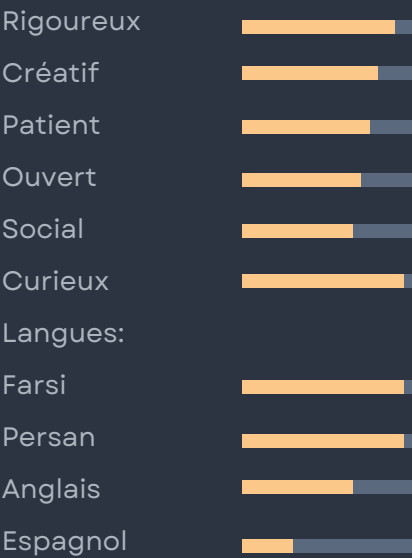 Rigoureux
Créatif
Patient
Ouvert
Social
Curieux
Langues:
Farsi
Persan
Anglais
Espagnol